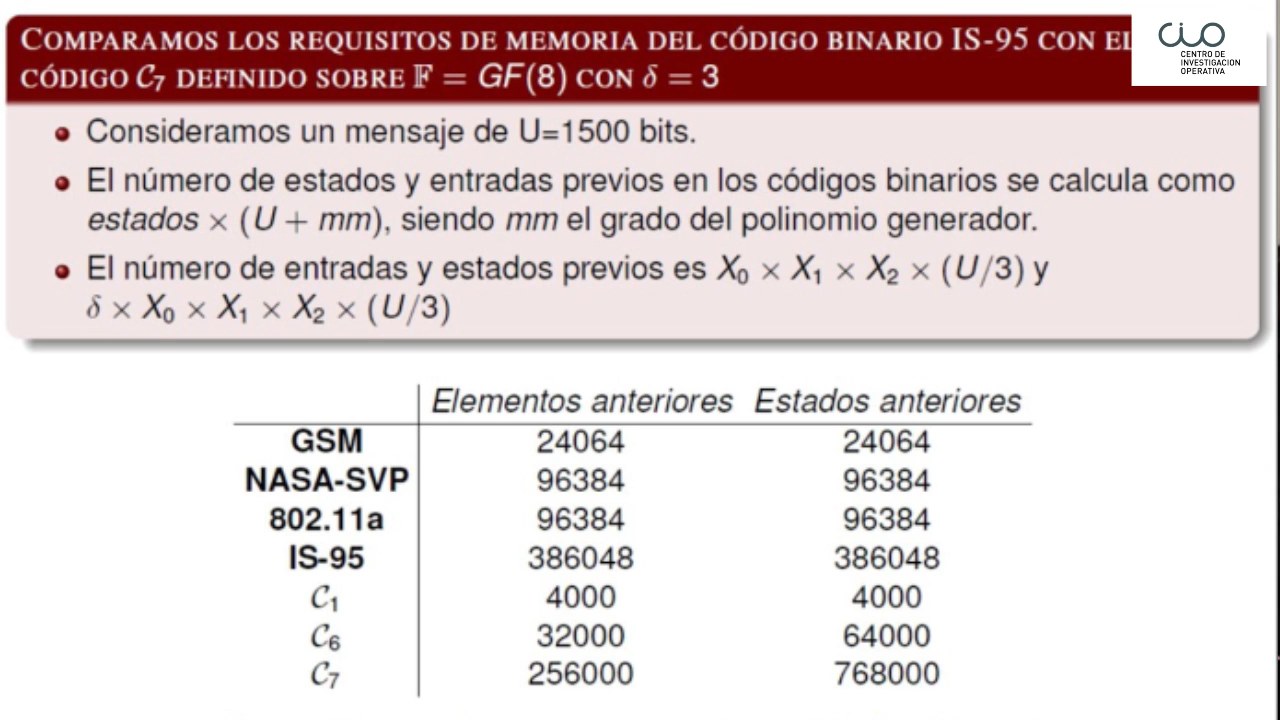 COMPARAMOS LOS REQUISITOS DE MEMORIA DEL CÓDIGO BINARIO IS-95 CON EL
CÓDIGO 𝒞₇ DEFINIDO SOBRE 𝔽 = GF(8) CON δ = 3
CIO
CENTRO DE
INVESTIGACION
OPERATIVA
Consideramos un mensaje de U=1500 bits.
El número de estados y entradas previos en los códigos binarios se calcula como
estados × (U + mm), siendo mm el grado del polinomio generador.
El número de entradas y estados previos es X₀ × X₁ × X₂ × (U/3) y
δ × X₀ × X₁ × X₂ × (U/3)
Elementos anteriores Estados anteriores
GSM 24064 24064
NASA-SVP 96384 96384
802.11a 96384 96384
IS-95 386048 386048
𝒞₁ 4000 4000
𝒞₆ 32000 64000
𝒞₇ 256000 768000